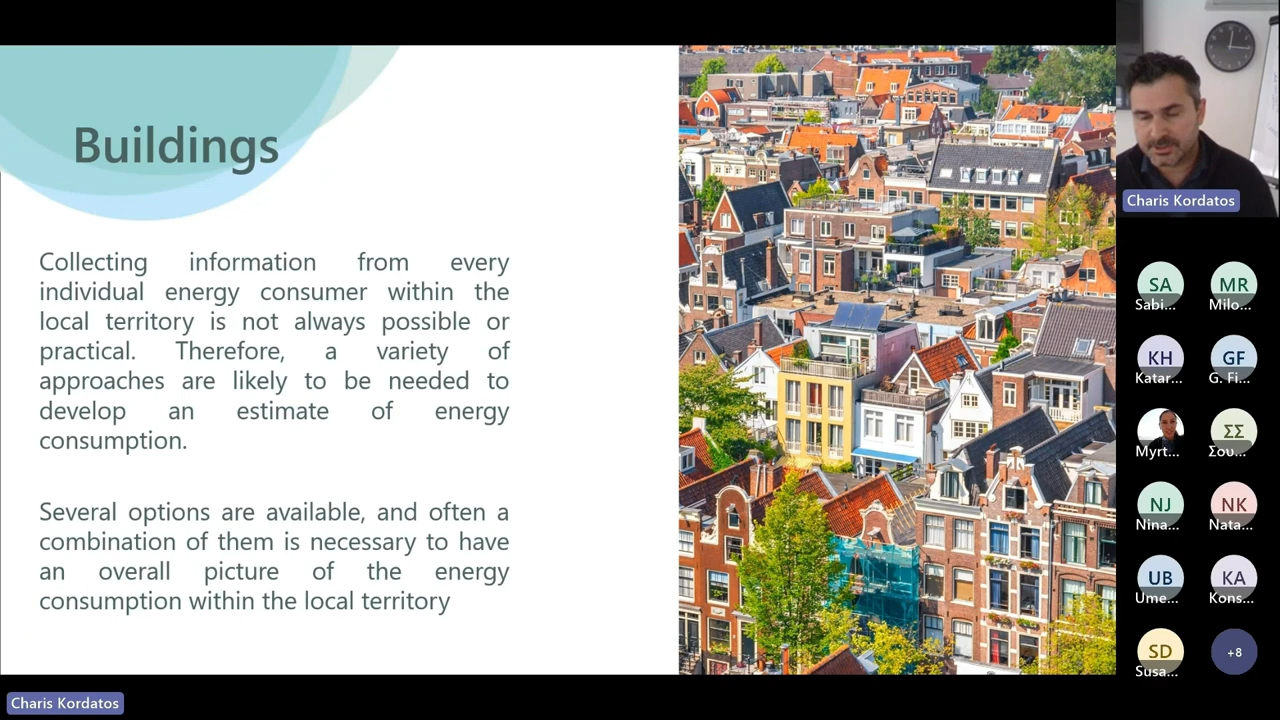 Buildings
Collecting information from every
individual energy consumer within the
local territory is not always possible or
practical. Therefore, a variety of
approaches are likely to be needed to
develop an estimate of energy
consumption.
Several options are available, and often a
combination of them is necessary to have
an overall picture of the energy
consumption within the local territory
Charis Kordatos
SA
Sabi...
MR
Milo...
KH
Katar...
GF
G. Fi...
Myrt...
ΣΣ
Σου...
NJ
Nina...
NK
Nata...
UB
Ume...
KA
Kons...
SD
Susa...
+8
Charis Kordatos